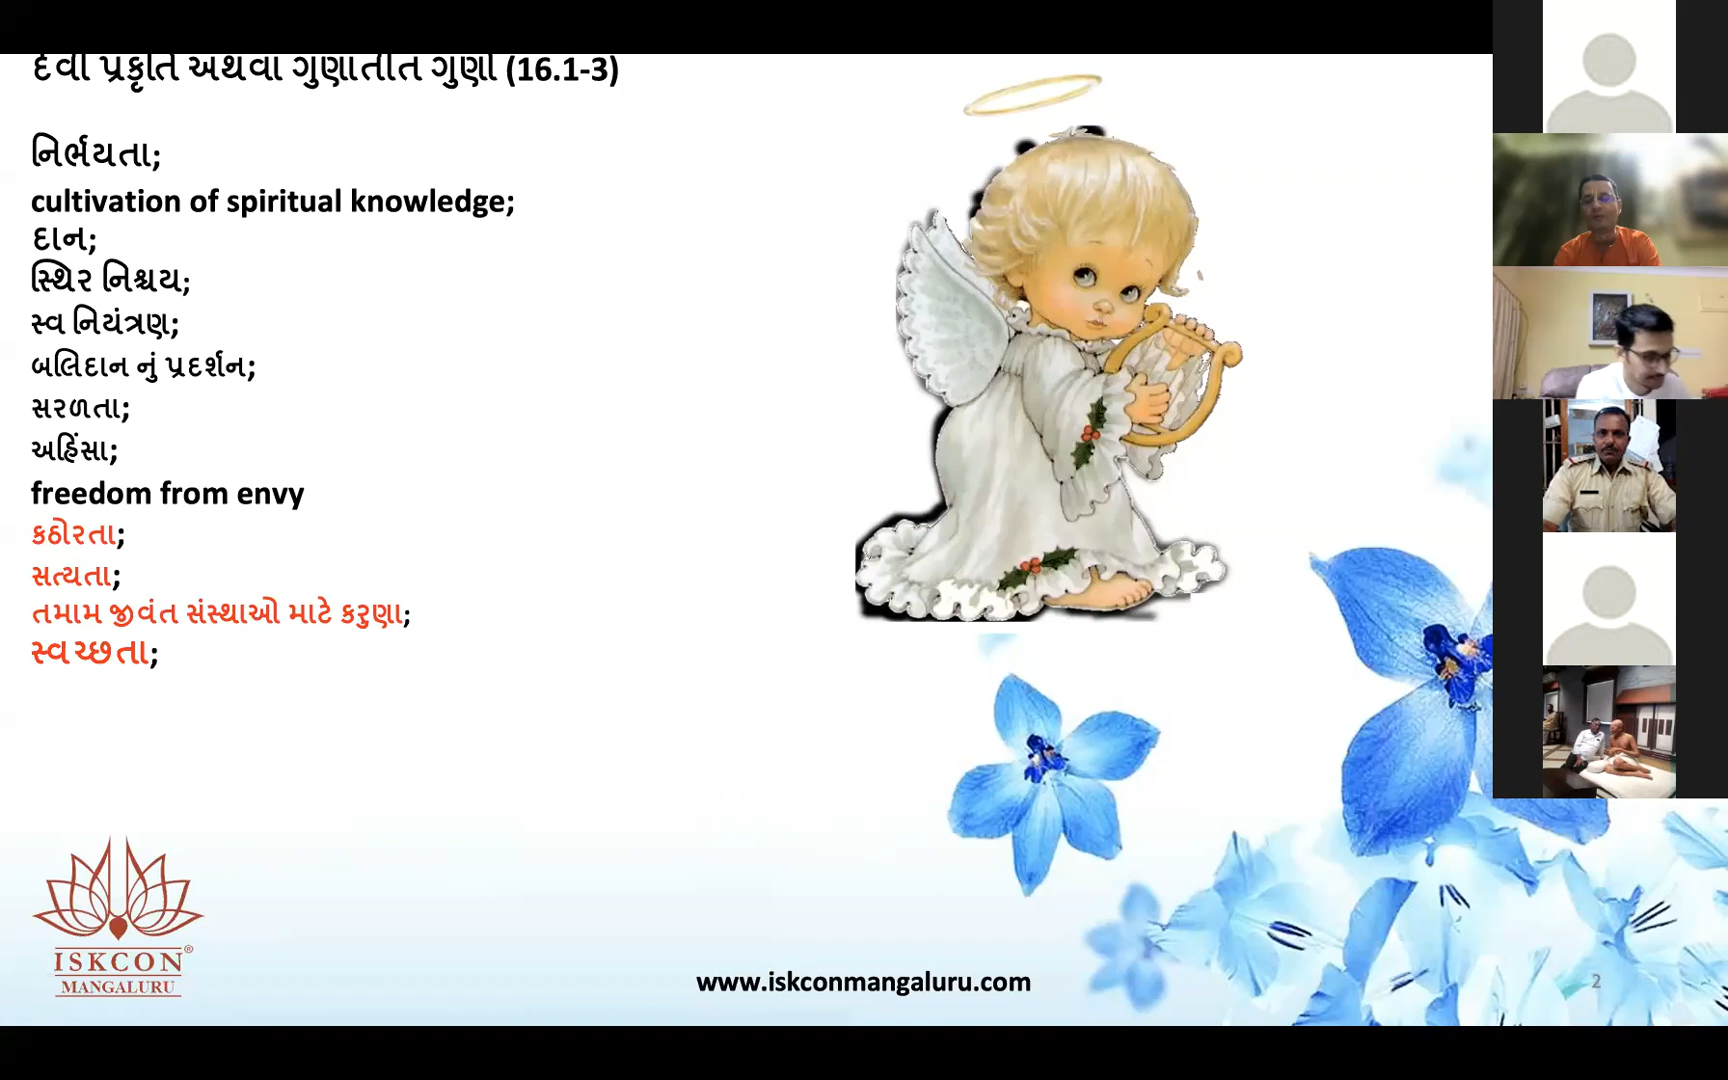 દૈવી પ્રકૃતિ અથવા ગુણાતીત ગુણો (16.1-3)
નિર્ભયતા;
cultivation of spiritual knowledge;
દાન;
સ્થિર નિશ્ચય;
સ્વ નિયંત્રણ;
બલિદાન નું પ્રદર્શન;
સરળતા;
અહિંસા;
freedom from envy
કઠોરતા;
સત્યતા;
તમામ જીવંત સંસ્થાઓ માટે કરુણા;
સ્વચ્છતા;
ISKCON®
MANGALURU
www.iskconmangaluru.com
2